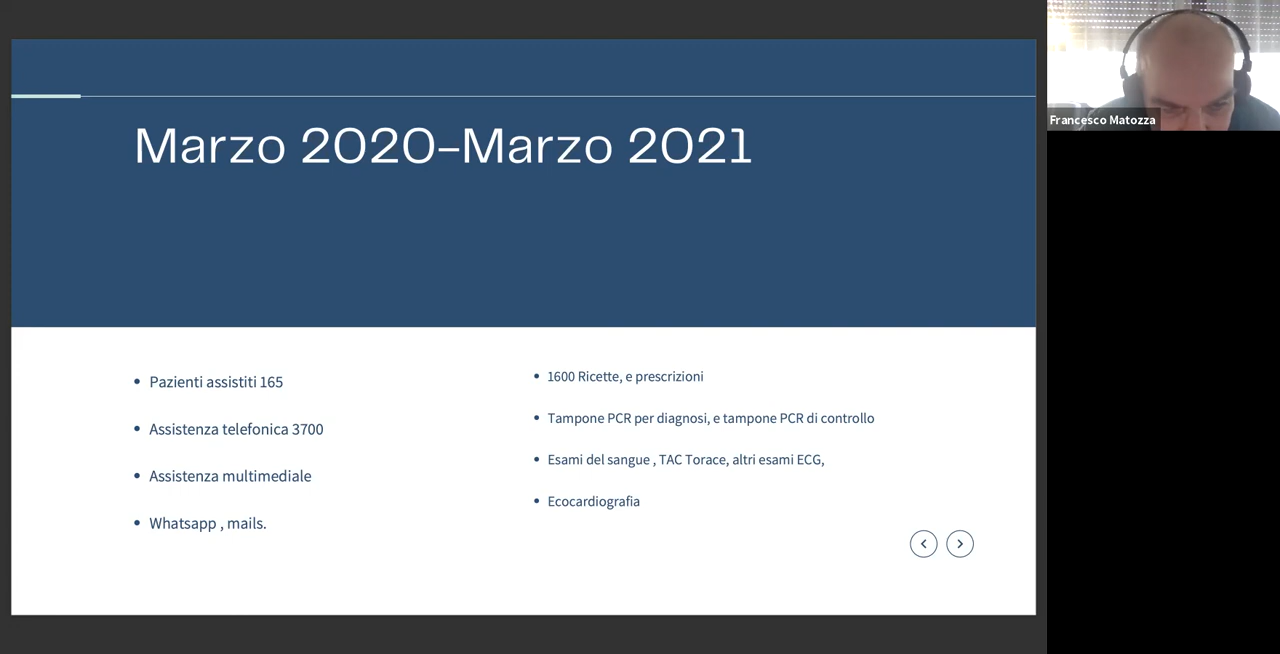 Marzo 2020–Marzo 2021
Pazienti assistiti 165
Assistenza telefonica 3700
Assistenza multimediale
Whatsapp , mails.
1600 Ricette, e prescrizioni
Tampone PCR per diagnosi, e tampone PCR di controllo
Esami del sangue , TAC Torace, altri esami ECG,
Ecocardiografia
Francesco Matozza